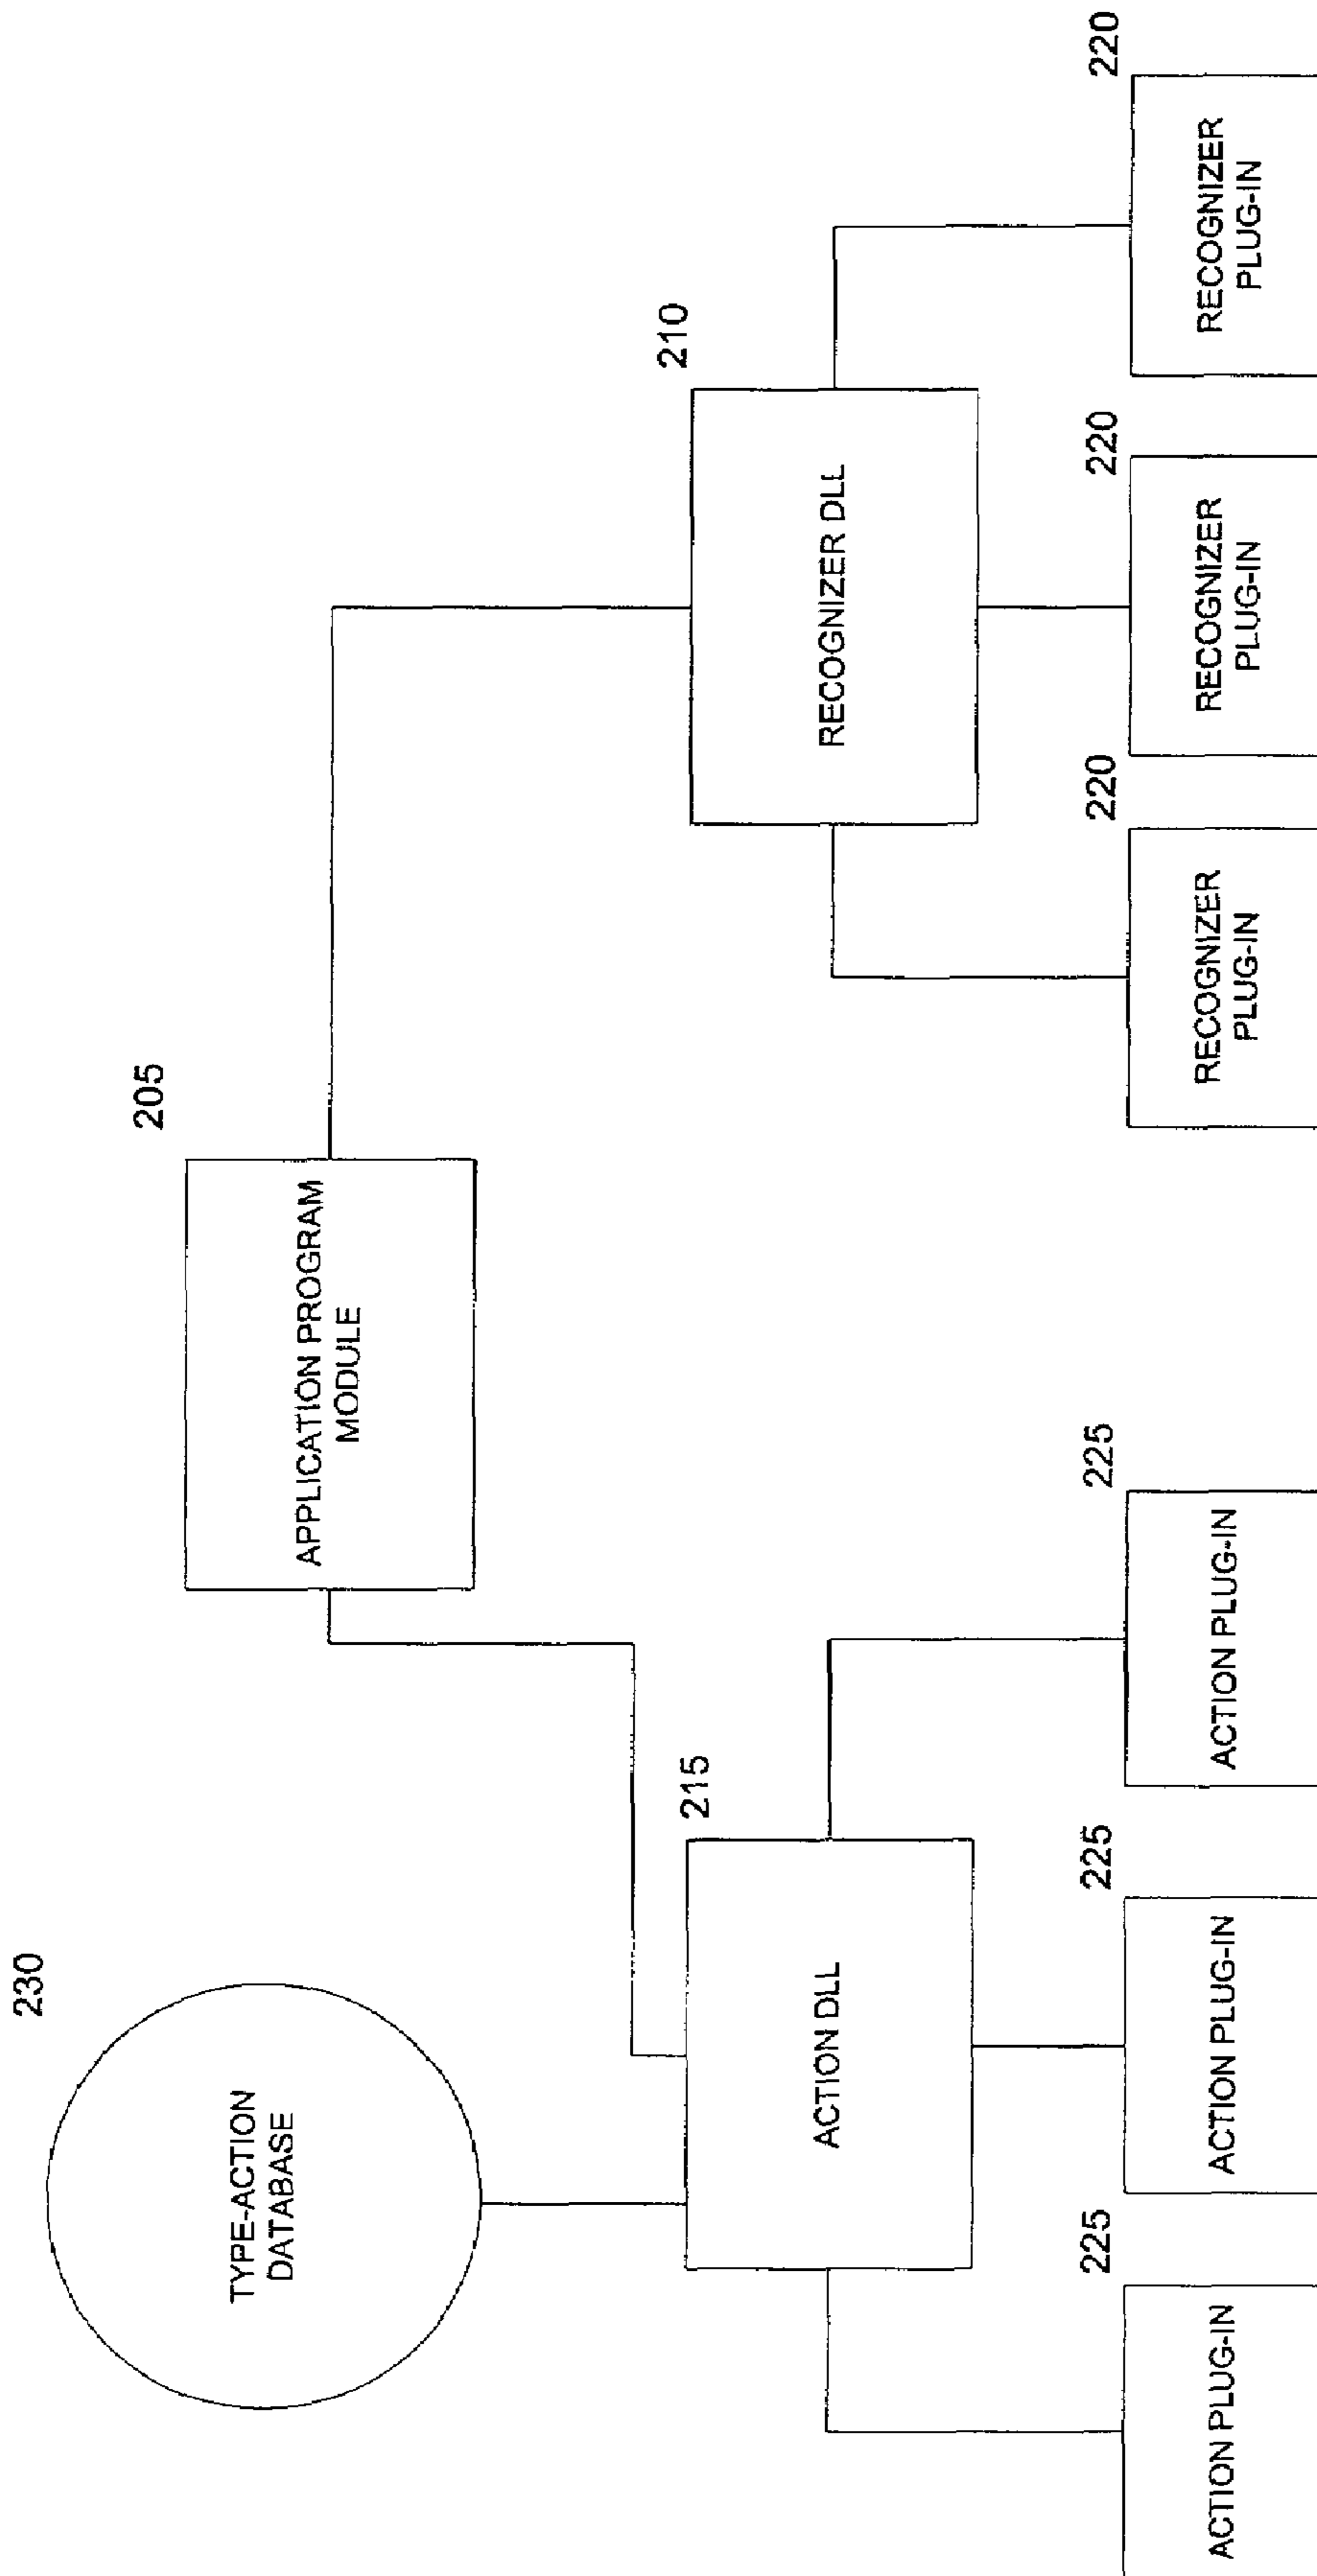 230
TYPE-ACTION
DATABASE
205
APPLICATION PROGRAM
MODULE
215
ACTION DLL
210
RECOGNIZER DLL
225
ACTION PLUG-IN
225
ACTION PLUG-IN
225
ACTION PLUG-IN
220
RECOGNIZER
PLUG-IN
220
RECOGNIZER
PLUG-IN
220
RECOGNIZER
PLUG-IN